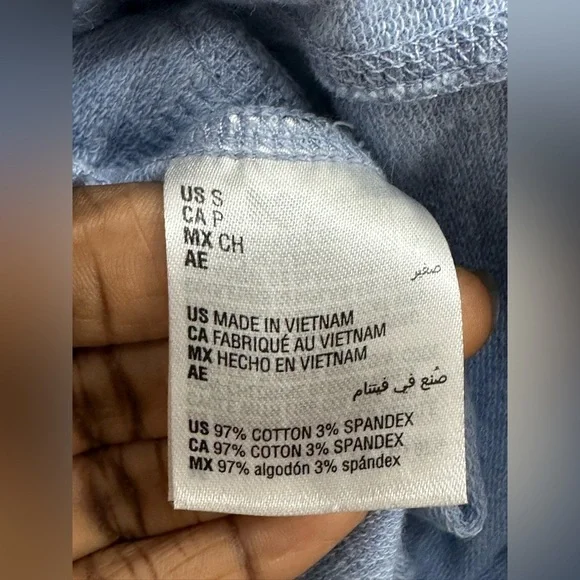 US S
CA P
MX CH
AE
صغير
US MADE IN VIETNAM
CA FABRIQUÉ AU VIETNAM
MX HECHO EN VIETNAM
AE
صُنع في فيتنام
US 97% COTTON 3% SPANDEX
CA 97% COTON 3% SPANDEX
MX 97% algodón 3% spándex